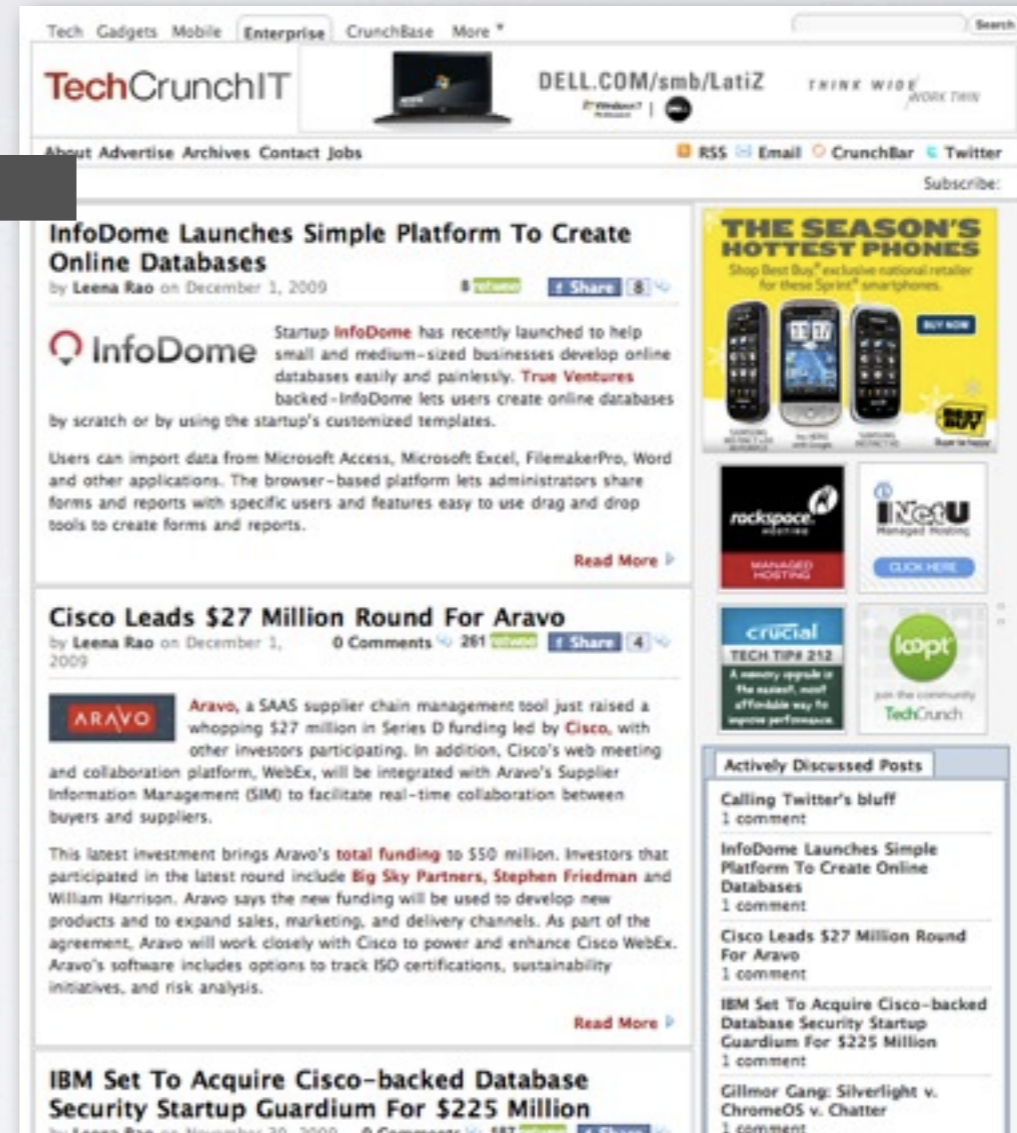 Tech Gadgets Mobile Enterprise CrunchBase More
Search
TechCrunchIT
DELL.COM/smb/LatiZ
THINK WIDE
WORK TWIN
About Advertise Archives Contact Jobs
RSS Email CrunchBar Twitter
Subscribe:
InfoDome Launches Simple Platform To Create
Online Databases
by Leena Rao on December 1, 2009
8 retweet Share 8
InfoDome
Startup InfoDome has recently launched to help
small and medium-sized businesses develop online
databases easily and painlessly. True Ventures
backed-InfoDome lets users create online databases
by scratch or by using the startup's customized templates.
Users can import data from Microsoft Access, Microsoft Excel, FilemakerPro, Word
and other applications. The browser-based platform lets administrators share
forms and reports with specific users and features easy to use drag and drop
tools to create forms and reports.
Read More
Cisco Leads $27 Million Round For Aravo
by Leena Rao on December 1,
2009
0 Comments 261 retweet Share 4
ARAVO
Aravo, a SAAS supplier chain management tool just raised a
whopping $27 million in Series D funding led by Cisco, with
other investors participating. In addition, Cisco's web meeting
and collaboration platform, WebEx, will be integrated with Aravo's Supplier
Information Management (SIM) to facilitate real-time collaboration between
buyers and suppliers.
This latest investment brings Aravo's total funding to $50 million. Investors that
participated in the latest round include Big Sky Partners, Stephen Friedman and
William Harrison. Aravo says the new funding will be used to develop new
products and to expand sales, marketing, and delivery channels. As part of the
agreement, Aravo will work closely with Cisco to power and enhance Cisco WebEx.
Aravo's software includes options to track ISO certifications, sustainability
initiatives, and risk analysis.
Read More
IBM Set To Acquire Cisco-backed Database
Security Startup Guardium For $225 Million
by Leena Rao on November 30, 2009 0 Comments 587 retweet Share
THE SEASON'S
HOTTEST PHONES
Shop Best Buy,® exclusive national retailer
for these Sprint® smartphones.
BUY NOW
BEST
BUY
rackspace.
HOSTING
MANAGED
HOSTING
iNetU
Managed Hosting
CLICK HERE
crucial
TECH TIP# 212
A memory upgrade is
the easiest, most
affordable way to
improve performance.
loopt
join the community
TechCrunch
Actively Discussed Posts
Calling Twitter's bluff
1 comment
InfoDome Launches Simple
Platform To Create Online
Databases
1 comment
Cisco Leads $27 Million Round
For Aravo
1 comment
IBM Set To Acquire Cisco-backed
Database Security Startup
Guardium For $225 Million
1 comment
Gillmor Gang: Silverlight v.
ChromeOS v. Chatter
1 comment